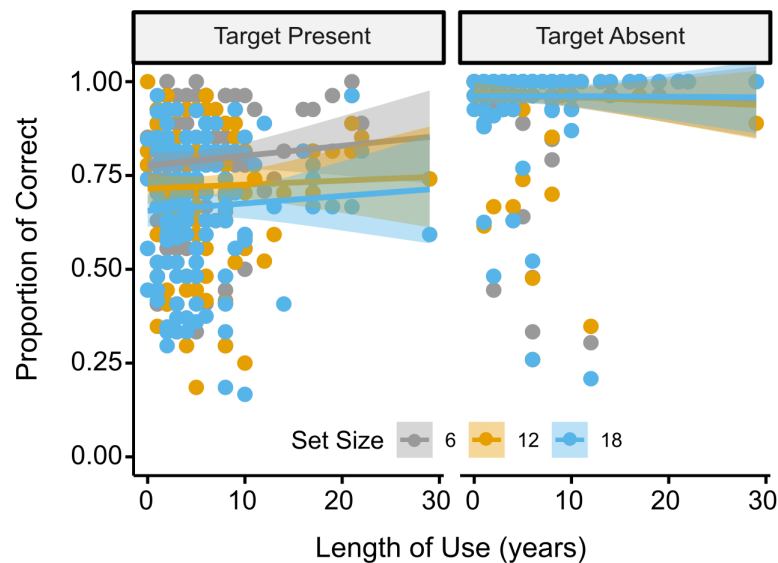 Target Present
Target Absent
1.00
0.75
0.50
0.25
0.00
Proportion of Correct
Set Size 6 12 18
0 10 20 30
0 10 20 30
Length of Use (years)